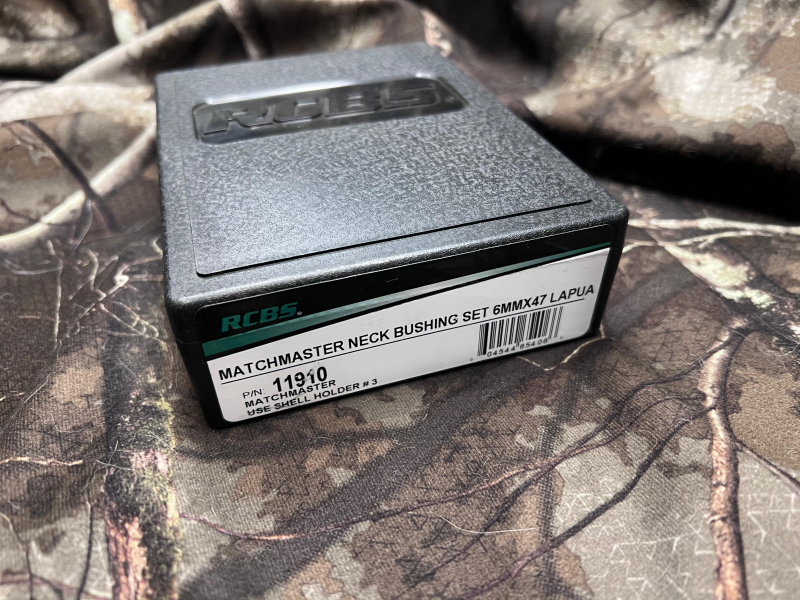 RCBS
RCBS
MATCHMASTER NECK BUSHING SET 6MMX47 LAPUA
P/N: 11910
MATCHMASTER
USE SHELL HOLDER # 3